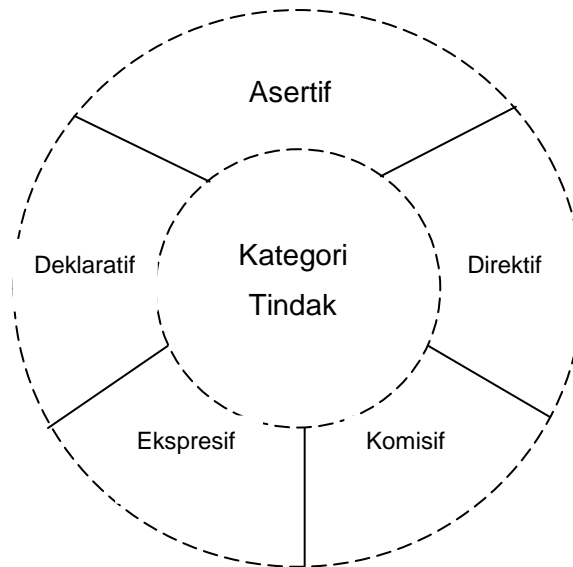 Asertif
Deklaratif
Kategori
Tindak
Direktif
Ekspresif
Komisif